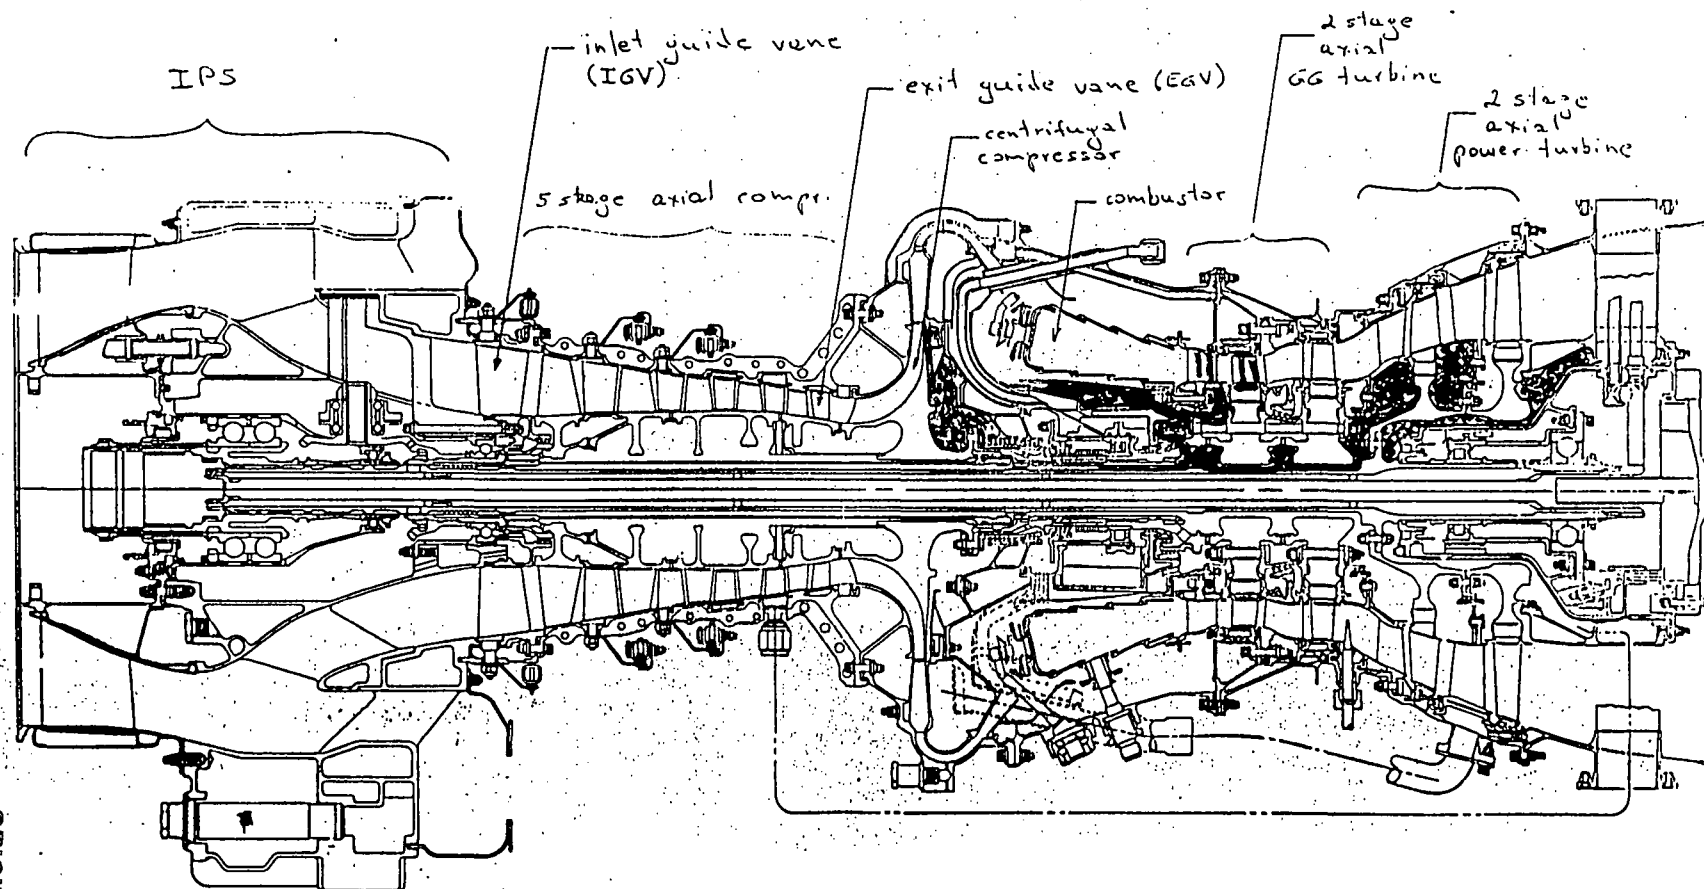 IPS
inlet guide vane
(IGV)
5 stage axial compr.
exit guide vane (EGV)
centrifugal
compressor
combustor
2 stage
axial
GG turbine
2 stage
axial
power turbine